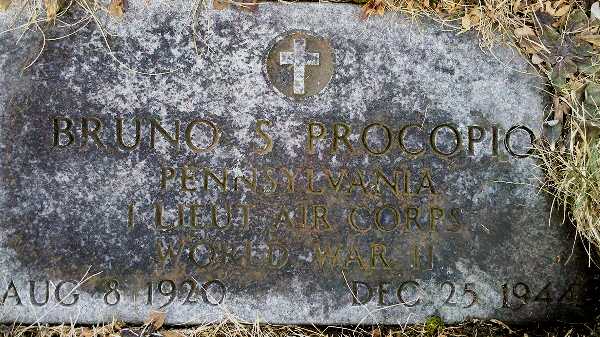 BRUNO S PROCOPIO
PENNSYLVANIA
1 LIEUT AIR CORPS
WORLD WAR II
AUG 8 1920 DEC 25 1944